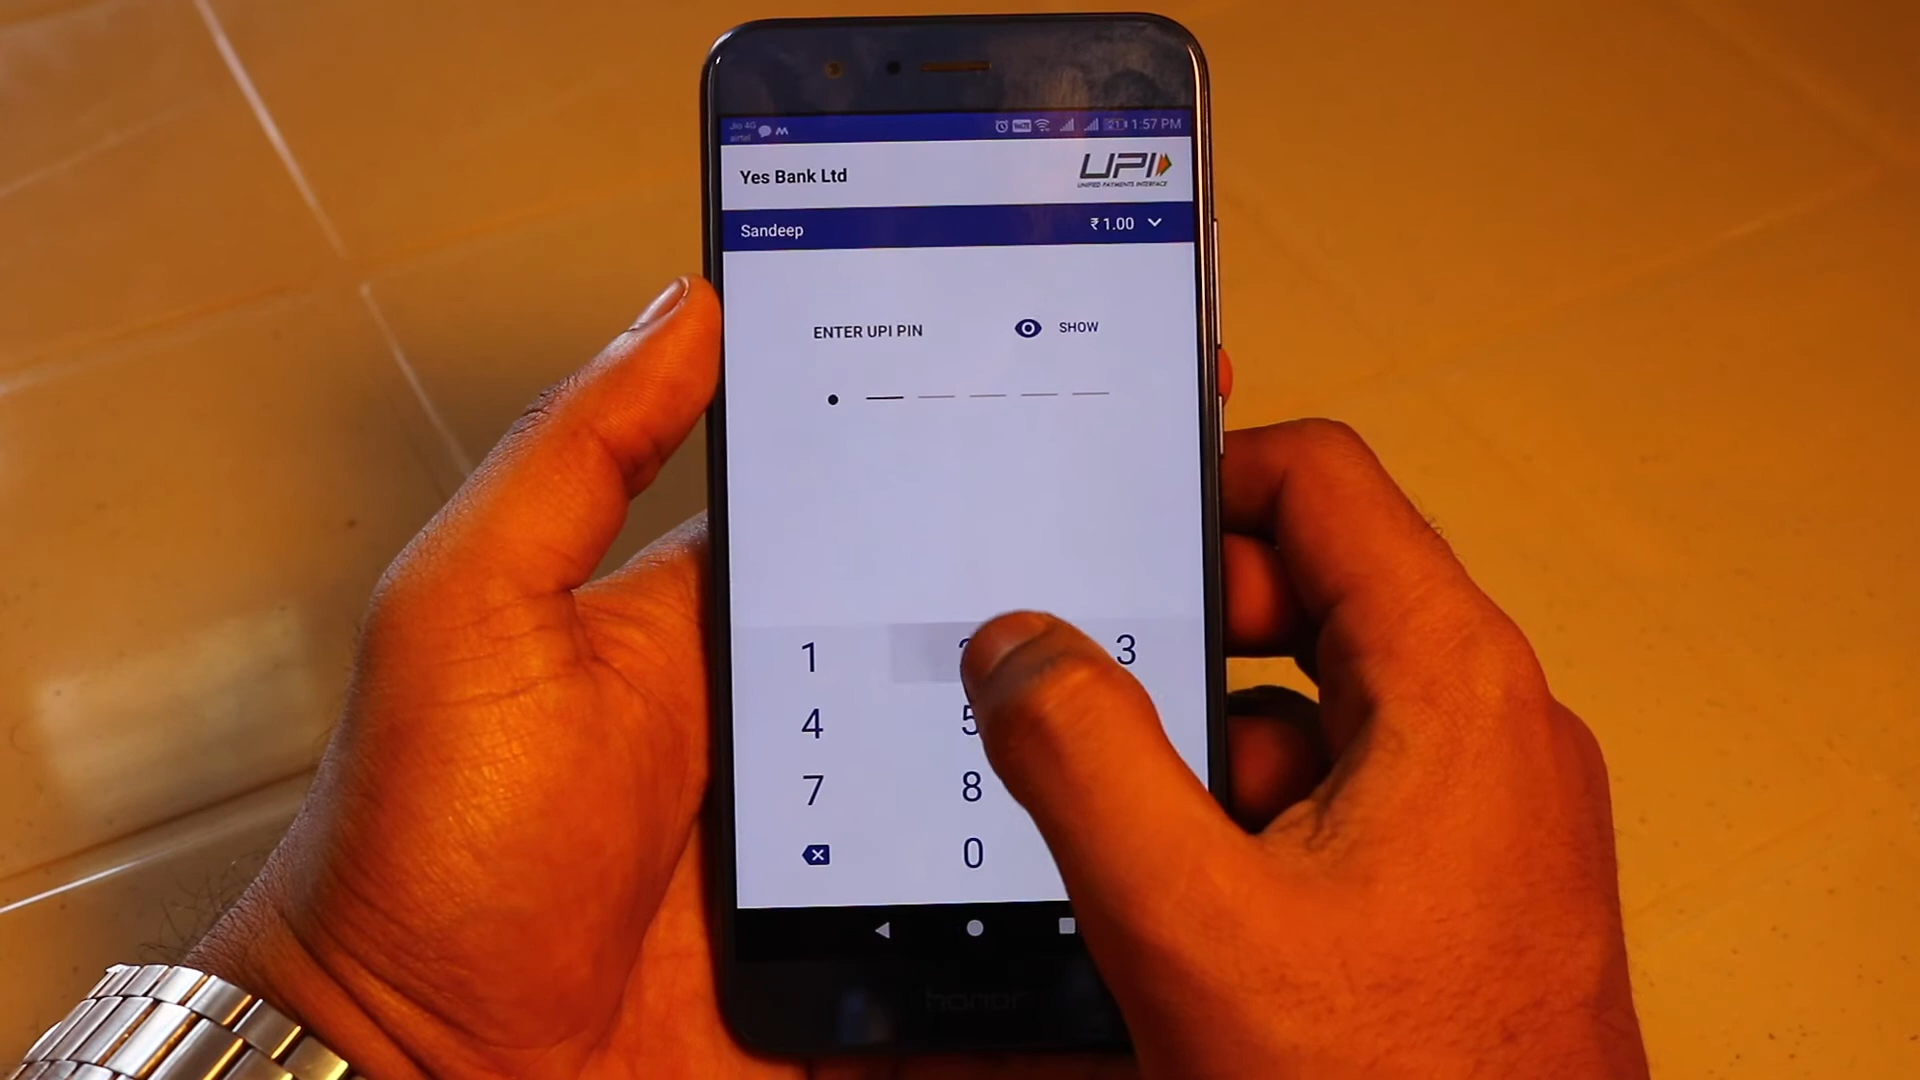 Jio 4G
airtel
21 1:57 PM
Yes Bank Ltd
UPI
UNIFIED PAYMENTS INTERFACE
Sandeep
₹ 1.00
ENTER UPI PIN
SHOW
1
3
4
5
7
8
0
honor